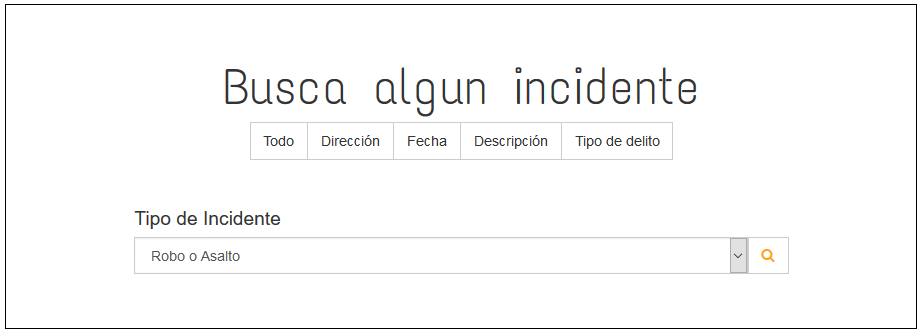 Busca algun incidente
Todo Dirección Fecha Descripción Tipo de delito
Tipo de Incidente
Robo o Asalto